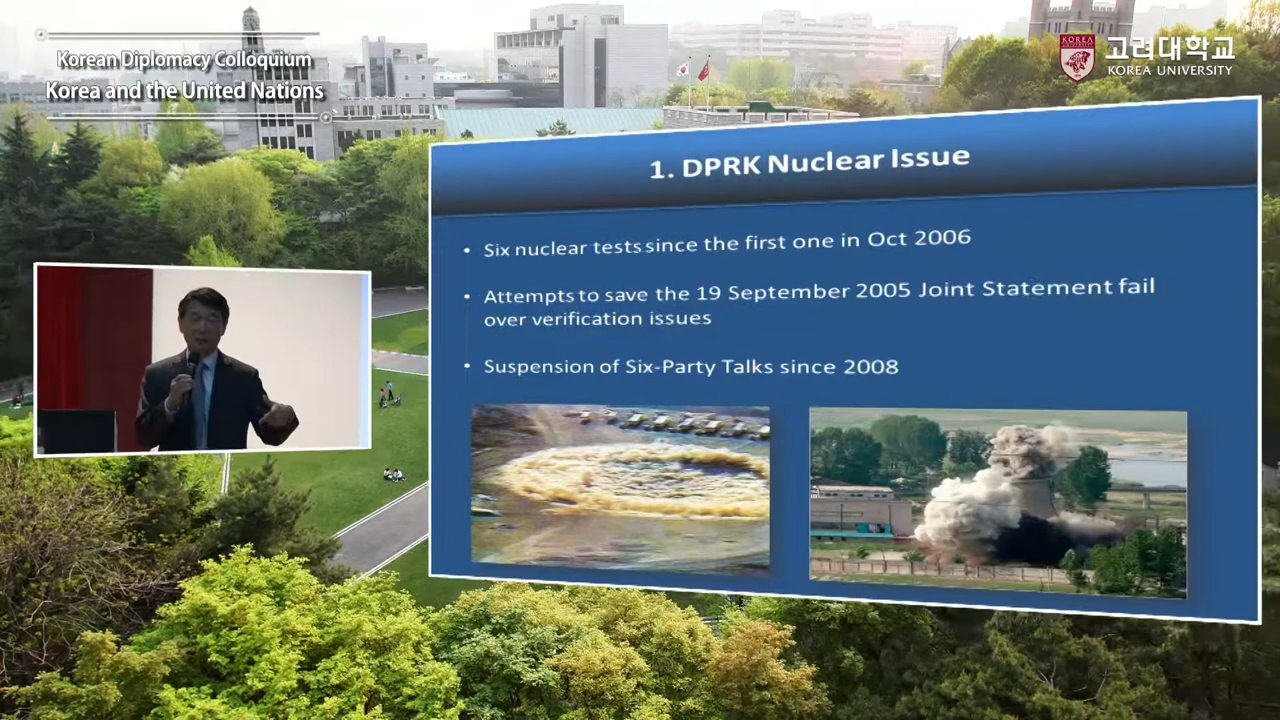 Korean Diplomacy Colloquium
Korea and the United Nations
KOREA
고려대학교
KOREA UNIVERSITY
1. DPRK Nuclear Issue
• Six nuclear tests since the first one in Oct 2006
• Attempts to save the 19 September 2005 Joint Statement fail
over verification issues
• Suspension of Six-Party Talks since 2008